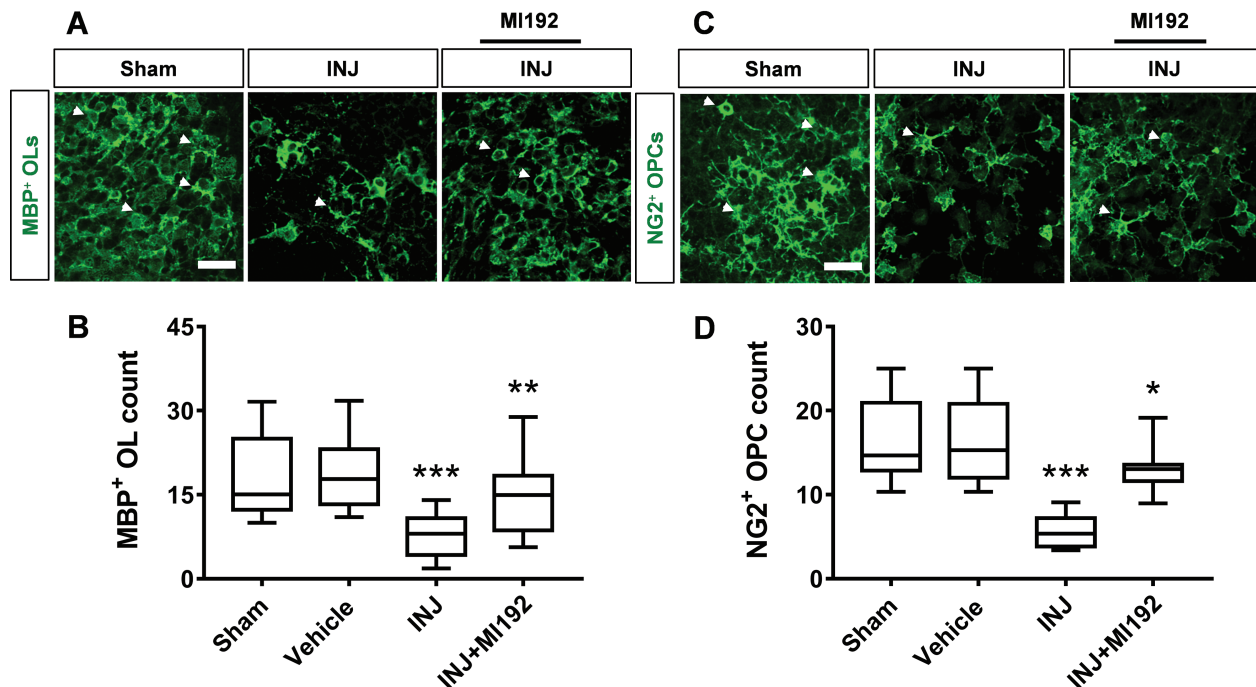 A
MI192
Sham
INJ
INJ
MBP⁺ OLs
C
MI192
Sham
INJ
INJ
NG2⁺ OPCs
B
MBP⁺ OL count
45
30
15
0
***
**
Sham
Vehicle
INJ
INJ+MI192
D
NG2⁺ OPC count
30
20
10
0
***
*
Sham
Vehicle
INJ
INJ+MI192